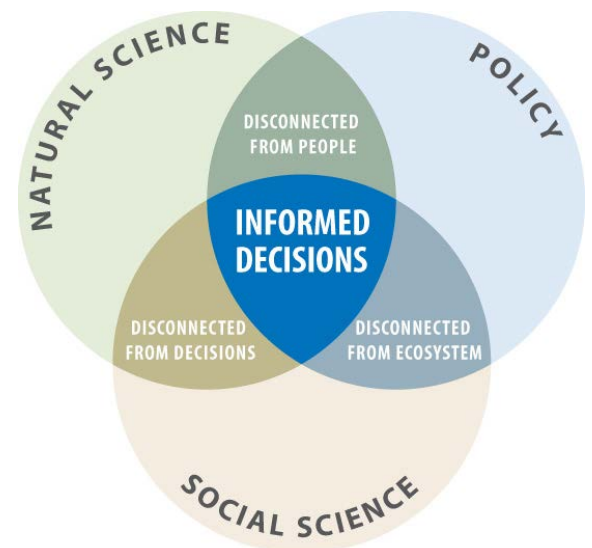 NATURAL SCIENCE
POLICY
DISCONNECTED
FROM PEOPLE
INFORMED
DECISIONS
DISCONNECTED
FROM DECISIONS
DISCONNECTED
FROM ECOSYSTEM
SOCIAL SCIENCE